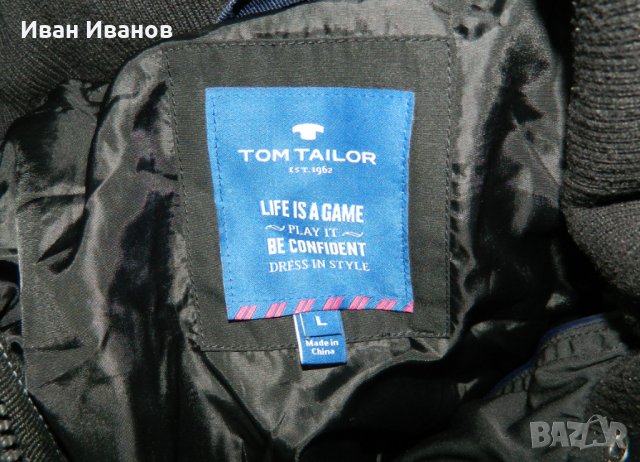 Иван Иванов
TOM TAILOR
EST. 1962
LIFE IS A GAME
~ PLAY IT ~
BE CONFIDENT
DRESS IN STYLE
L
Made in
China
BAZAR